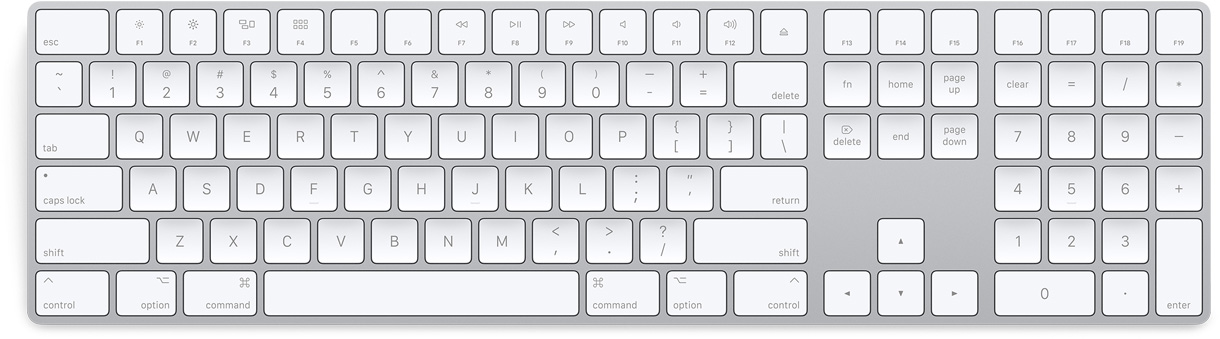 esc F1 F2 F3 F4 F5 F6 F7 F8 F9 F10 F11 F12 F13 F14 F15 F16 F17 F18 F19
~ ! @ # $ % ^ & * ( ) — +
` 1 2 3 4 5 6 7 8 9 0 - = delete fn home page up clear = / *
tab Q W E R T Y U I O P { [ } ] | \ delete end page down 7 8 9 −
caps lock A S D F G H J K L : ; " ' return 4 5 6 +
shift Z X C V B N M < , > . ? / shift 1 2 3
control option command command option control 0 . enter